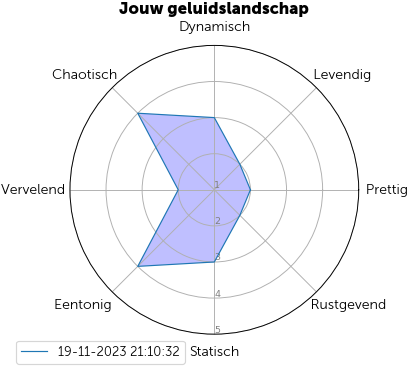 Jouw geluidslandschap
Dynamisch
Chaotisch
Levendig
Vervelend
1
Prettig
2
3
4
Eentonig
Rustgevend
5
19-11-2023 21:10:32
Statisch